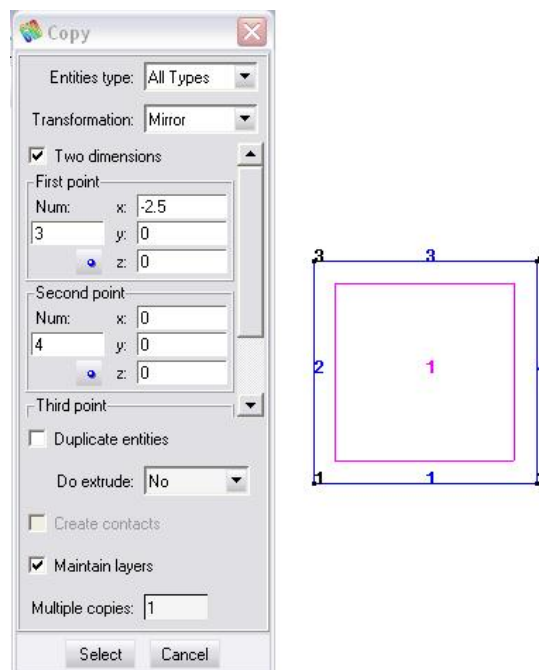 Copy
Entities type: All Types
Transformation: Mirror
Two dimensions
First point
Num: x: -2.5
3 y: 0
z: 0
Second point
Num: x: 0
4 y: 0
z: 0
Third point
Duplicate entities
Do extrude: No
Create contacts
Maintain layers
Multiple copies: 1
Select Cancel
3 3
2 1
1 1